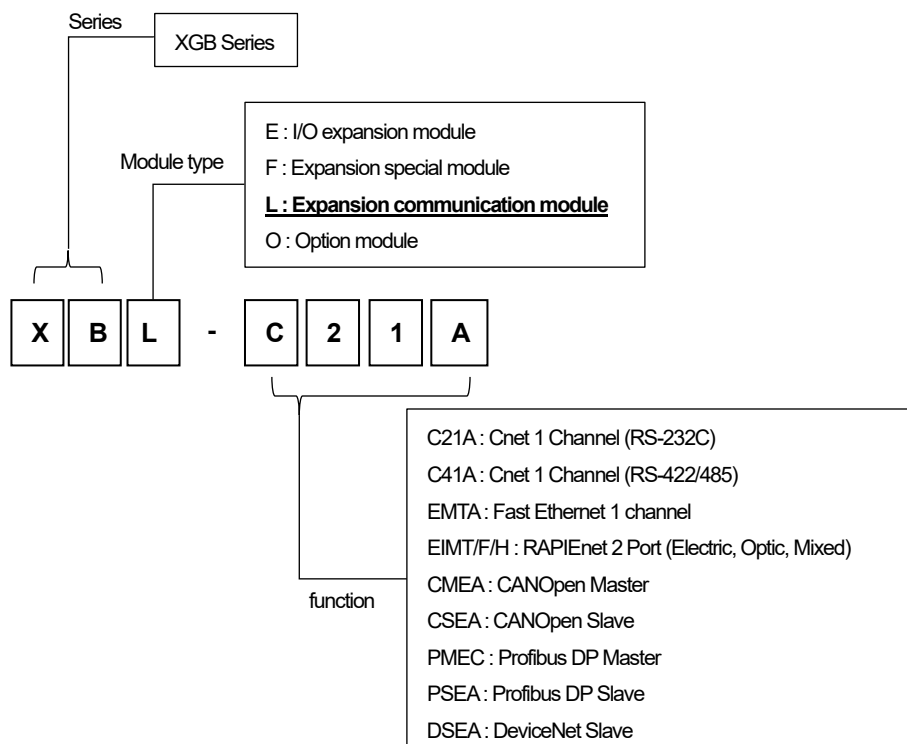 Series
XGB Series
Module type
E : I/O expansion module
F : Expansion special module
L : Expansion communication module
O : Option module
X B L - C 2 1 A
function
C21A : Cnet 1 Channel (RS-232C)
C41A : Cnet 1 Channel (RS-422/485)
EMTA : Fast Ethernet 1 channel
EIMT/F/H : RAPIEnet 2 Port (Electric, Optic, Mixed)
CMEA : CANOpen Master
CSEA : CANOpen Slave
PMEC : Profibus DP Master
PSEA : Profibus DP Slave
DSEA : DeviceNet Slave